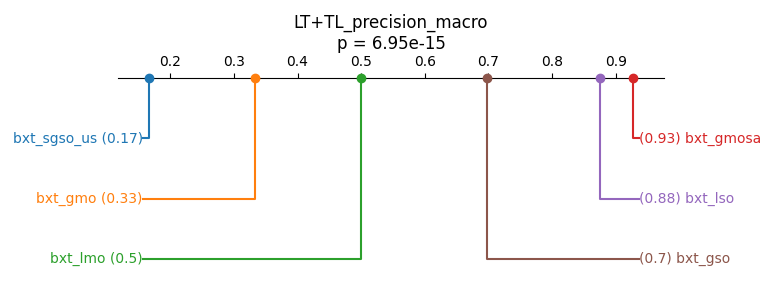 LT+TL_precision_macro
p = 6.95e-15
0.2 0.3 0.4 0.5 0.6 0.7 0.8 0.9
bxt_sgso_us (0.17) (0.93) bxt_gmosa
bxt_gmo (0.33) (0.88) bxt_lso
bxt_lmo (0.5) (0.7) bxt_gso